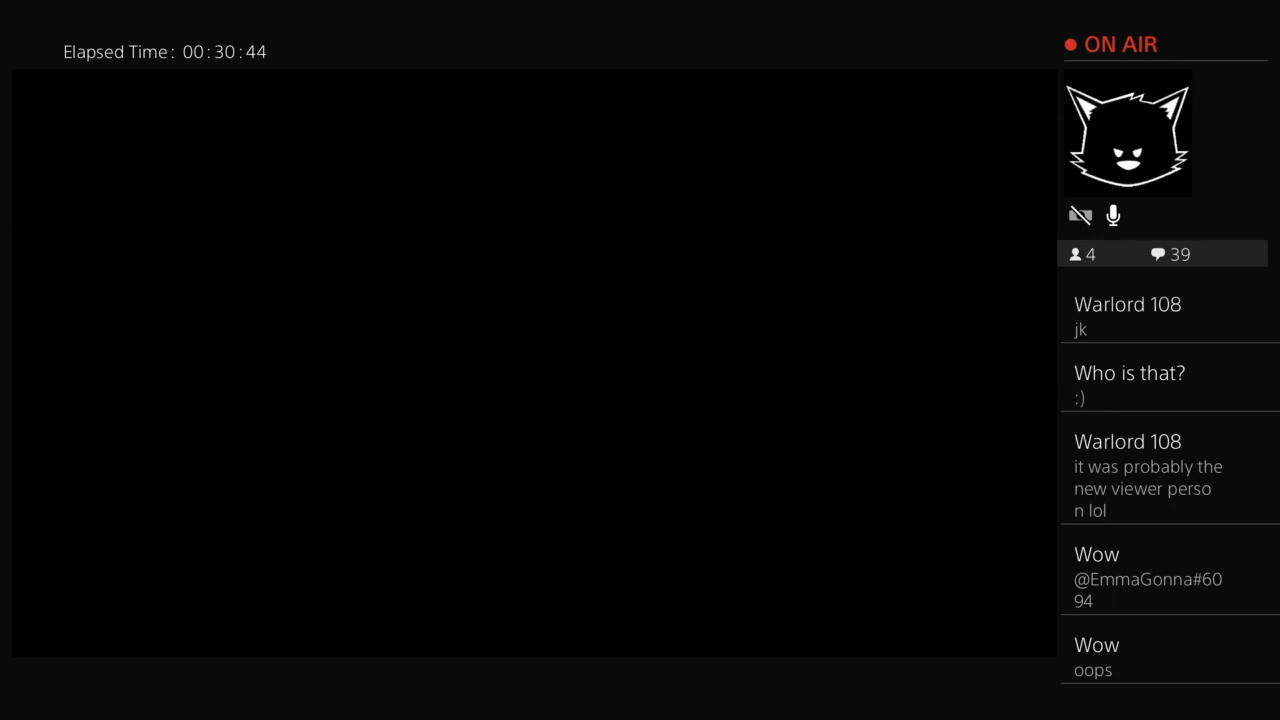 Elapsed Time: 00:30:44
ON AIR
4 39
Warlord 108
jk
Who is that?
:)
Warlord 108
it was probably the
new viewer perso
n lol
Wow
@EmmaGonna#60
94
Wow
oops